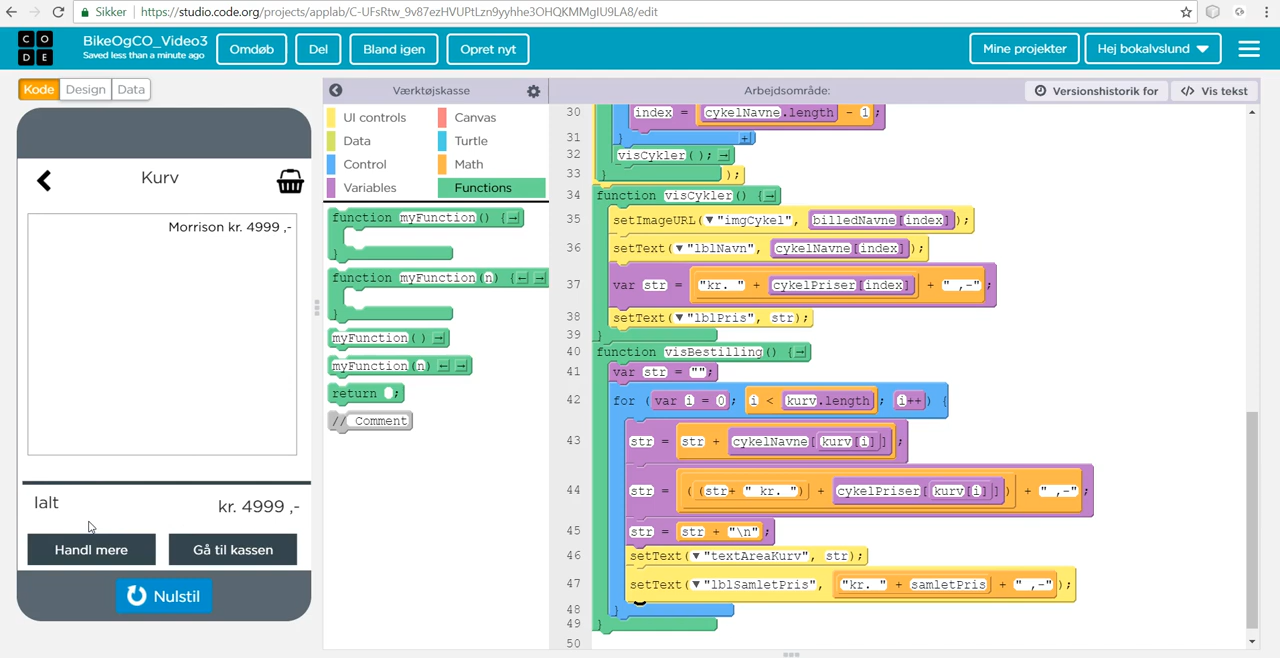 Sikker
https://studio.code.org/projects/applab/C-UFsRtw_9v87ezHVUPtLzn9yyhhe3OHQKMMgIU9LA8/edit
C O
D E
BikeOgCO_Video3
Saved less than a minute ago
Omdøb
Del
Bland igen
Opret nyt
Mine projekter
Hej bokalvslund
Kode
Design
Data
Værktøjskasse
Arbejdsområde:
Versionshistorik for
Vis tekst
Kurv
Morrison kr. 4999 ,-
Ialt
kr. 4999 ,-
Handl mere
Gå til kassen
Nulstil
UI controls
Canvas
Data
Turtle
Control
Math
Variables
Functions
function myFunction() {
}
function myFunction(n) {
}
myFunction()
myFunction(n)
return ;
// Comment
30 index = cykelNavne.length - 1;
31 }
32 visCykler();
33 } );
34 function visCykler() {
35 setImageURL("imgCykel", billedNavne[index]);
36 setText("lblNavn", cykelNavne[index]);
37 var str = "kr. " + cykelPriser[index] + " ,-";
38 setText("lblPris", str);
39 }
40 function visBestilling() {
41 var str = "";
42 for (var i = 0; i < kurv.length; i++) {
43 str = str + cykelNavne[kurv[i]];
44 str = ((str+ " kr. ") + cykelPriser[kurv[i]]) + " ,-";
45 str = str + "\n";
46 setText("textAreaKurv", str);
47 setText("lblSamletPris", "kr. " + samletPris + " ,-");
48 }
49 }
50